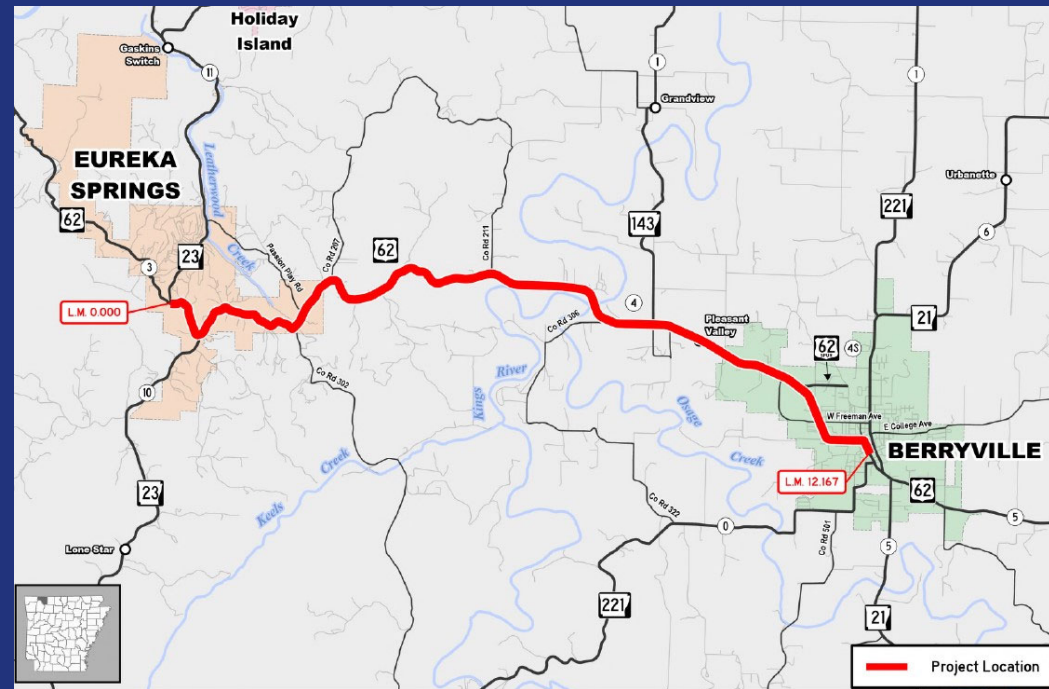 Holiday
Island
Gaskins
Switch
11
1
1
Grandview
Leatherwood
Creek
EUREKA
SPRINGS
62
23
3
Passion Play Rd
Co Rd 207
62
Co Rd 211
143
221
Urbanette
6
L.M. 0.000
4
Co Rd 306
Pleasant
Valley
62
SPUR
4S
21
10
Co Rd 302
Kings
River
Osage
Creek
W Freeman Ave
E College Ave
BERRYVILLE
L.M. 12.167
62
5
23
Keels
Creek
Co Rd 322
0
Co Rd 501
5
Lone Star
221
21
Project Location